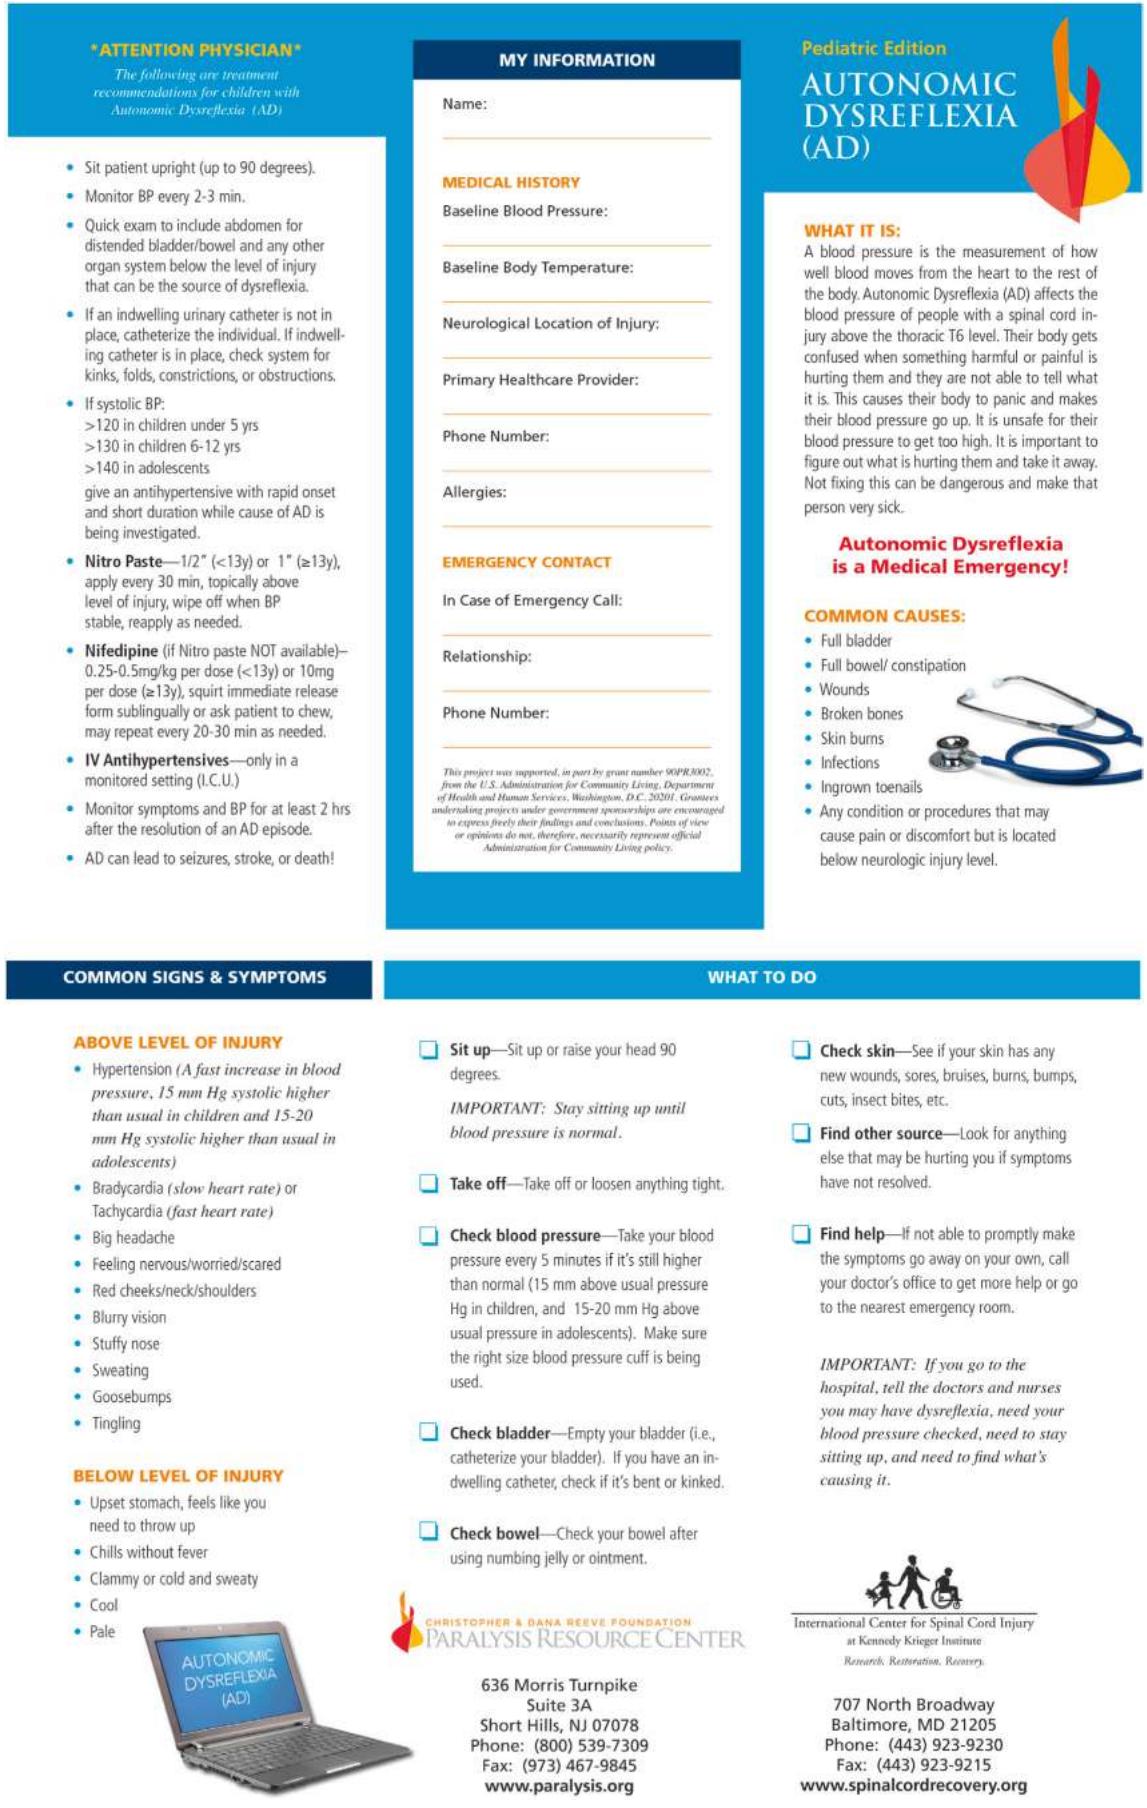 *ATTENTION PHYSICIAN*
The following are treatment
recommendations for children with
Autonomic Dysreflexia (AD)
• Sit patient upright (up to 90 degrees).
• Monitor BP every 2-3 min.
• Quick exam to include abdomen for
distended bladder/bowel and any other
organ system below the level of injury
that can be the source of dysreflexia.
• If an indwelling urinary catheter is not in
place, catheterize the individual. If indwell-
ing catheter is in place, check system for
kinks, folds, constrictions, or obstructions.
• If systolic BP:
>120 in children under 5 yrs
>130 in children 6-12 yrs
>140 in adolescents
give an antihypertensive with rapid onset
and short duration while cause of AD is
being investigated.
• Nitro Paste—1/2" (<13y) or 1" (≥13y),
apply every 30 min, topically above
level of injury, wipe off when BP
stable, reapply as needed.
• Nifedipine (if Nitro paste NOT available)–
0.25-0.5mg/kg per dose (<13y) or 10mg
per dose (≥13y), squirt immediate release
form sublingually or ask patient to chew,
may repeat every 20-30 min as needed.
• IV Antihypertensives—only in a
monitored setting (I.C.U.)
• Monitor symptoms and BP for at least 2 hrs
after the resolution of an AD episode.
• AD can lead to seizures, stroke, or death!
MY INFORMATION
Name:
MEDICAL HISTORY
Baseline Blood Pressure:
Baseline Body Temperature:
Neurological Location of Injury:
Primary Healthcare Provider:
Phone Number:
Allergies:
EMERGENCY CONTACT
In Case of Emergency Call:
Relationship:
Phone Number:
This project was supported, in part by grant number 90PR3002,
from the U.S. Administration for Community Living, Department
of Health and Human Services, Washington, D.C. 20201. Grantees
undertaking projects under government sponsorships are encouraged
to express freely their findings and conclusions. Points of view
or opinions do not, therefore, necessarily represent official
Administration for Community Living policy.
Pediatric Edition
AUTONOMIC
DYSREFLEXIA
(AD)
WHAT IT IS:
A blood pressure is the measurement of how
well blood moves from the heart to the rest of
the body. Autonomic Dysreflexia (AD) affects the
blood pressure of people with a spinal cord in-
jury above the thoracic T6 level. Their body gets
confused when something harmful or painful is
hurting them and they are not able to tell what
it is. This causes their body to panic and makes
their blood pressure go up. It is unsafe for their
blood pressure to get too high. It is important to
figure out what is hurting them and take it away.
Not fixing this can be dangerous and make that
person very sick.
Autonomic Dysreflexia
is a Medical Emergency!
COMMON CAUSES:
• Full bladder
• Full bowel/ constipation
• Wounds
• Broken bones
• Skin burns
• Infections
• Ingrown toenails
• Any condition or procedures that may
cause pain or discomfort but is located
below neurologic injury level.
COMMON SIGNS & SYMPTOMS
ABOVE LEVEL OF INJURY
• Hypertension (A fast increase in blood
pressure, 15 mm Hg systolic higher
than usual in children and 15-20
mm Hg systolic higher than usual in
adolescents)
• Bradycardia (slow heart rate) or
Tachycardia (fast heart rate)
• Big headache
• Feeling nervous/worried/scared
• Red cheeks/neck/shoulders
• Blurry vision
• Stuffy nose
• Sweating
• Goosebumps
• Tingling
BELOW LEVEL OF INJURY
• Upset stomach, feels like you
need to throw up
• Chills without fever
• Clammy or cold and sweaty
• Cool
• Pale
AUTONOMIC
DYSREFLEXIA
(AD)
WHAT TO DO
Sit up—Sit up or raise your head 90
degrees.
IMPORTANT: Stay sitting up until
blood pressure is normal.
Take off—Take off or loosen anything tight.
Check blood pressure—Take your blood
pressure every 5 minutes if it's still higher
than normal (15 mm above usual pressure
Hg in children, and 15-20 mm Hg above
usual pressure in adolescents). Make sure
the right size blood pressure cuff is being
used.
Check bladder—Empty your bladder (i.e.,
catheterize your bladder). If you have an in-
dwelling catheter, check if it's bent or kinked.
Check bowel—Check your bowel after
using numbing jelly or ointment.
Check skin—See if your skin has any
new wounds, sores, bruises, burns, bumps,
cuts, insect bites, etc.
Find other source—Look for anything
else that may be hurting you if symptoms
have not resolved.
Find help—If not able to promptly make
the symptoms go away on your own, call
your doctor's office to get more help or go
to the nearest emergency room.
IMPORTANT: If you go to the
hospital, tell the doctors and nurses
you may have dysreflexia, need your
blood pressure checked, need to stay
sitting up, and need to find what's
causing it.
CHRISTOPHER & DANA REEVE FOUNDATION
PARALYSIS RESOURCE CENTER
636 Morris Turnpike
Suite 3A
Short Hills, NJ 07078
Phone: (800) 539-7309
Fax: (973) 467-9845
www.paralysis.org
International Center for Spinal Cord Injury
at Kennedy Krieger Institute
Research. Restoration. Recovery.
707 North Broadway
Baltimore, MD 21205
Phone: (443) 923-9230
Fax: (443) 923-9215
www.spinalcordrecovery.org